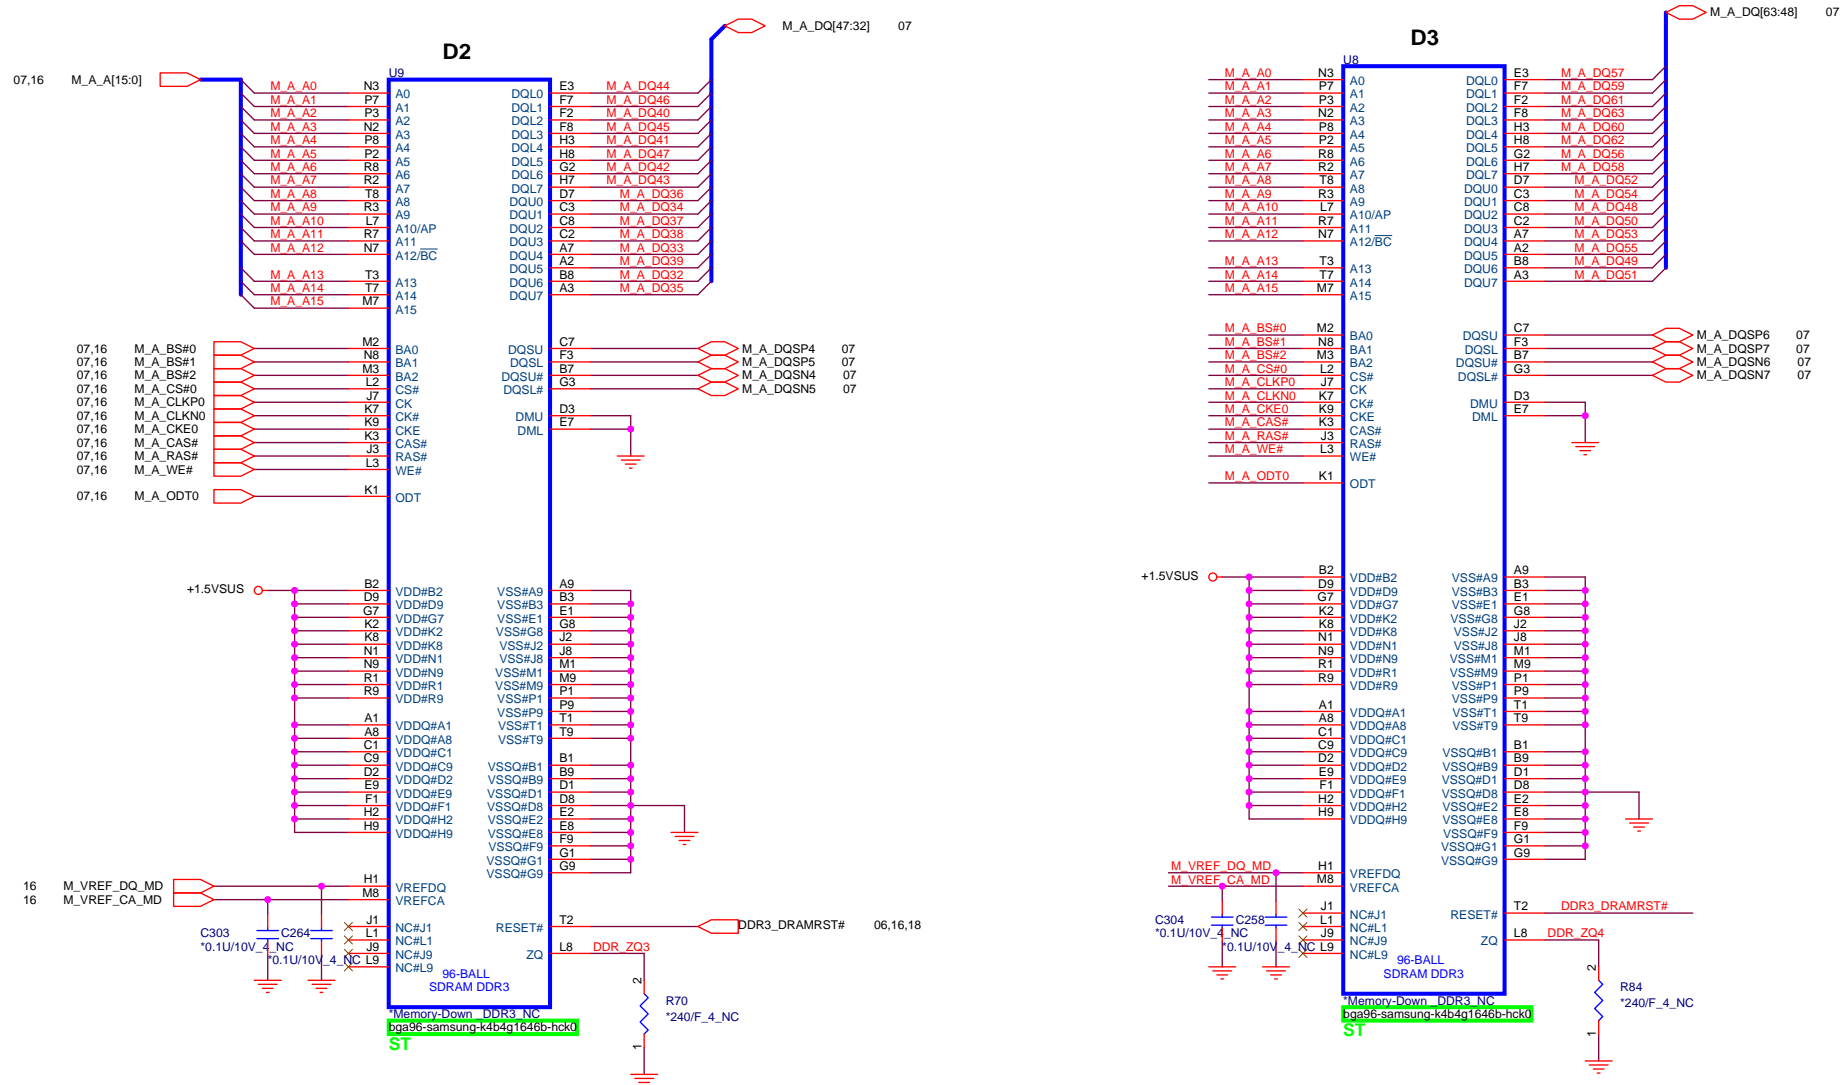 D2
U9
M_A_DQ[47:32] 07
07,16 M_A_A[15:0]
M_A_A0 N3 A0 DQL0 E3 M_A_DQ44
M_A_A1 P7 A1 DQL1 F7 M_A_DQ46
M_A_A2 P3 A2 DQL2 F2 M_A_DQ40
M_A_A3 N2 A3 DQL3 F8 M_A_DQ45
M_A_A4 P8 A4 DQL4 H3 M_A_DQ41
M_A_A5 P2 A5 DQL5 H8 M_A_DQ47
M_A_A6 R8 A6 DQL6 G2 M_A_DQ42
M_A_A7 R2 A7 DQL7 H7 M_A_DQ43
M_A_A8 T8 A8 DQU0 D7 M_A_DQ36
M_A_A9 R3 A9 DQU1 C3 M_A_DQ34
M_A_A10 L7 A10/AP DQU2 C8 M_A_DQ37
M_A_A11 R7 A11 DQU3 C2 M_A_DQ38
M_A_A12 N7 A12/BC DQU4 A7 M_A_DQ33
DQU5 A2 M_A_DQ39
M_A_A13 T3 A13 DQU6 B8 M_A_DQ32
M_A_A14 T7 A14 DQU7 A3 M_A_DQ35
M_A_A15 M7 A15
07,16 M_A_BS#0 M2 BA0 DQSU C7 M_A_DQSP4 07
07,16 M_A_BS#1 N8 BA1 DQSL F3 M_A_DQSP5 07
07,16 M_A_BS#2 M3 BA2 DQSU# B7 M_A_DQSN4 07
07,16 M_A_CS#0 L2 CS# DQSL# G3 M_A_DQSN5 07
07,16 M_A_CLKP0 J7 CK
07,16 M_A_CLKN0 K7 CK# DMU D3
07,16 M_A_CKE0 K9 CKE DML E7
07,16 M_A_CAS# K3 CAS#
07,16 M_A_RAS# J3 RAS#
07,16 M_A_WE# L3 WE#
07,16 M_A_ODT0 K1 ODT
+1.5VSUS B2 VDD#B2 VSS#A9 A9
D9 VDD#D9 VSS#B3 B3
G7 VDD#G7 VSS#E1 E1
K2 VDD#K2 VSS#G8 G8
K8 VDD#K8 VSS#J2 J2
N1 VDD#N1 VSS#J8 J8
N9 VDD#N9 VSS#M1 M1
R1 VDD#R1 VSS#M9 M9
R9 VDD#R9 VSS#P1 P1
VSS#P9 P9
A1 VDDQ#A1 VSS#T1 T1
A8 VDDQ#A8 VSS#T9 T9
C1 VDDQ#C1
C9 VDDQ#C9 VSSQ#B1 B1
D2 VDDQ#D2 VSSQ#B9 B9
E9 VDDQ#E9 VSSQ#D1 D1
F1 VDDQ#F1 VSSQ#D8 D8
H2 VDDQ#H2 VSSQ#E2 E2
H9 VDDQ#H9 VSSQ#E8 E8
VSSQ#F9 F9
VSSQ#G1 G1
VSSQ#G9 G9
16 M_VREF_DQ_MD H1 VREFDQ
16 M_VREF_CA_MD M8 VREFCA
J1 NC#J1 RESET# T2 DDR3_DRAMRST# 06,16,18
C303 C264 L1 NC#L1
*0.1U/10V_4_NC J9 NC#J9 ZQ L8 DDR_ZQ3
*0.1U/10V_4_NC L9 NC#L9
96-BALL
SDRAM DDR3
2
R70
*240/F_4_NC
1
*Memory-Down _DDR3_NC
bga96-samsung-k4b4g1646b-hck0
ST
D3
U8
M_A_DQ[63:48] 07
M_A_A0 N3 A0 DQL0 E3 M_A_DQ57
M_A_A1 P7 A1 DQL1 F7 M_A_DQ59
M_A_A2 P3 A2 DQL2 F2 M_A_DQ61
M_A_A3 N2 A3 DQL3 F8 M_A_DQ63
M_A_A4 P8 A4 DQL4 H3 M_A_DQ60
M_A_A5 P2 A5 DQL5 H8 M_A_DQ62
M_A_A6 R8 A6 DQL6 G2 M_A_DQ56
M_A_A7 R2 A7 DQL7 H7 M_A_DQ58
M_A_A8 T8 A8 DQU0 D7 M_A_DQ52
M_A_A9 R3 A9 DQU1 C3 M_A_DQ54
M_A_A10 L7 A10/AP DQU2 C8 M_A_DQ48
M_A_A11 R7 A11 DQU3 C2 M_A_DQ50
M_A_A12 N7 A12/BC DQU4 A7 M_A_DQ53
DQU5 A2 M_A_DQ55
M_A_A13 T3 A13 DQU6 B8 M_A_DQ49
M_A_A14 T7 A14 DQU7 A3 M_A_DQ51
M_A_A15 M7 A15
M_A_BS#0 M2 BA0 DQSU C7 M_A_DQSP6 07
M_A_BS#1 N8 BA1 DQSL F3 M_A_DQSP7 07
M_A_BS#2 M3 BA2 DQSU# B7 M_A_DQSN6 07
M_A_CS#0 L2 CS# DQSL# G3 M_A_DQSN7 07
M_A_CLKP0 J7 CK
M_A_CLKN0 K7 CK# DMU D3
M_A_CKE0 K9 CKE DML E7
M_A_CAS# K3 CAS#
M_A_RAS# J3 RAS#
M_A_WE# L3 WE#
M_A_ODT0 K1 ODT
+1.5VSUS B2 VDD#B2 VSS#A9 A9
D9 VDD#D9 VSS#B3 B3
G7 VDD#G7 VSS#E1 E1
K2 VDD#K2 VSS#G8 G8
K8 VDD#K8 VSS#J2 J2
N1 VDD#N1 VSS#J8 J8
N9 VDD#N9 VSS#M1 M1
R1 VDD#R1 VSS#M9 M9
R9 VDD#R9 VSS#P1 P1
VSS#P9 P9
A1 VDDQ#A1 VSS#T1 T1
A8 VDDQ#A8 VSS#T9 T9
C1 VDDQ#C1
C9 VDDQ#C9 VSSQ#B1 B1
D2 VDDQ#D2 VSSQ#B9 B9
E9 VDDQ#E9 VSSQ#D1 D1
F1 VDDQ#F1 VSSQ#D8 D8
H2 VDDQ#H2 VSSQ#E2 E2
H9 VDDQ#H9 VSSQ#E8 E8
VSSQ#F9 F9
VSSQ#G1 G1
VSSQ#G9 G9
M_VREF_DQ_MD H1 VREFDQ
M_VREF_CA_MD M8 VREFCA
J1 NC#J1 RESET# T2 DDR3_DRAMRST#
C304 C258 L1 NC#L1
*0.1U/10V_4_NC J9 NC#J9 ZQ L8 DDR_ZQ4
*0.1U/10V_4_NC L9 NC#L9
96-BALL
SDRAM DDR3
2
R84
*240/F_4_NC
1
*Memory-Down _DDR3_NC
bga96-samsung-k4b4g1646b-hck0
ST